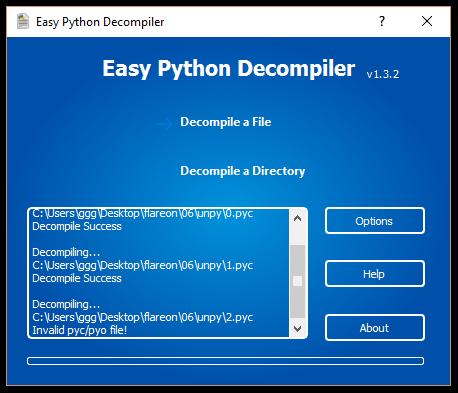 Easy Python Decompiler
?
Easy Python Decompiler v1.3.2
Decompile a File
Decompile a Directory
C:\Users\ggg\Desktop\flareon\06\unpy\0.pyc
Decompile Success
Decompiling...
C:\Users\ggg\Desktop\flareon\06\unpy\1.pyc
Decompile Success
Decompiling...
C:\Users\ggg\Desktop\flareon\06\unpy\2.pyc
Invalid pyc/pyo file!
Options
Help
About